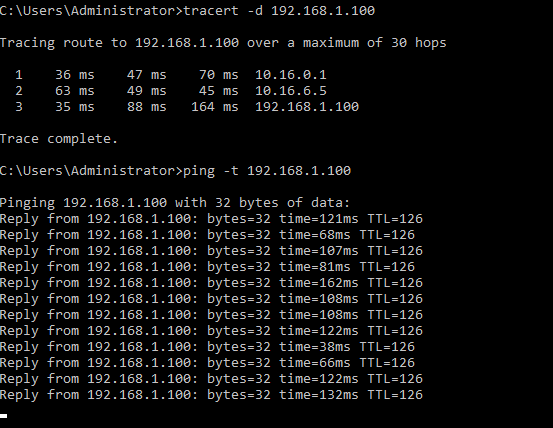 C:\Users\Administrator>tracert -d 192.168.1.100
Tracing route to 192.168.1.100 over a maximum of 30 hops
1 36 ms 47 ms 70 ms 10.16.0.1
2 63 ms 49 ms 45 ms 10.16.6.5
3 35 ms 88 ms 164 ms 192.168.1.100
Trace complete.
C:\Users\Administrator>ping -t 192.168.1.100
Pinging 192.168.1.100 with 32 bytes of data:
Reply from 192.168.1.100: bytes=32 time=121ms TTL=126
Reply from 192.168.1.100: bytes=32 time=68ms TTL=126
Reply from 192.168.1.100: bytes=32 time=107ms TTL=126
Reply from 192.168.1.100: bytes=32 time=81ms TTL=126
Reply from 192.168.1.100: bytes=32 time=162ms TTL=126
Reply from 192.168.1.100: bytes=32 time=108ms TTL=126
Reply from 192.168.1.100: bytes=32 time=108ms TTL=126
Reply from 192.168.1.100: bytes=32 time=122ms TTL=126
Reply from 192.168.1.100: bytes=32 time=38ms TTL=126
Reply from 192.168.1.100: bytes=32 time=66ms TTL=126
Reply from 192.168.1.100: bytes=32 time=122ms TTL=126
Reply from 192.168.1.100: bytes=32 time=132ms TTL=126